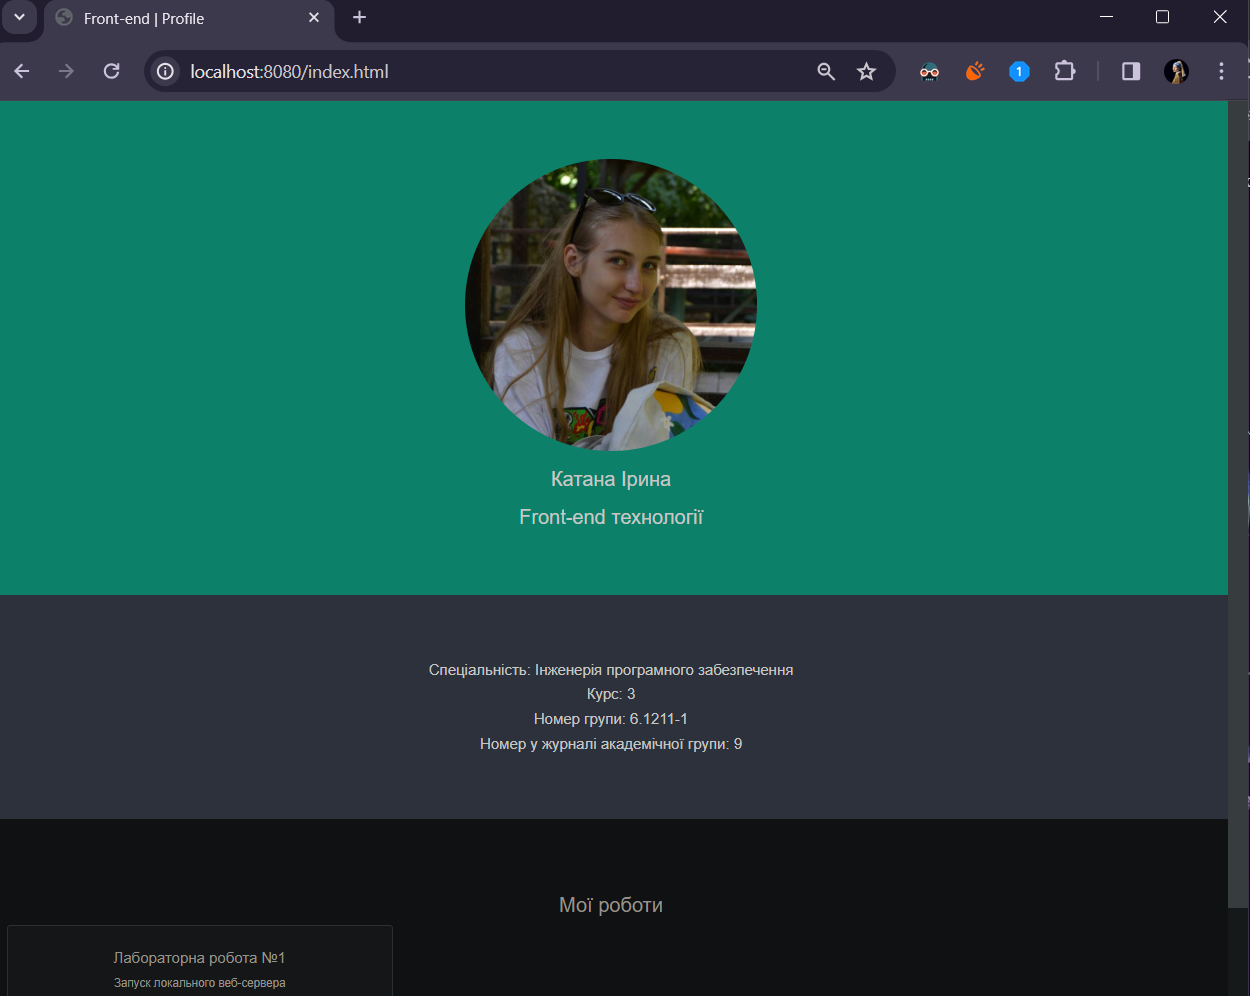 Front-end | Profile
localhost:8080/index.html
1
Катана Ірина
Front-end технології
Спеціальність: Інженерія програмного забезпечення
Курс: 3
Номер групи: 6.1211-1
Номер у журналі академічної групи: 9
Мої роботи
Лабораторна робота №1
Запуск локального веб-сервера